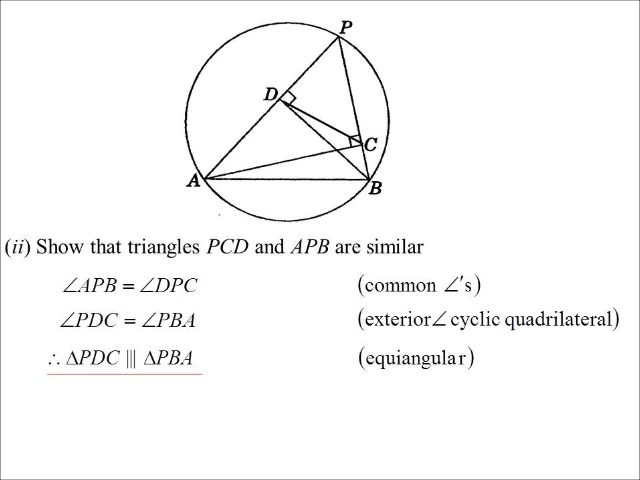 P
D
C
A
B
(ii) Show that triangles PCD and APB are similar
∠APB = ∠DPC (common ∠'s)
∠PDC = ∠PBA (exterior∠ cyclic quadrilateral)
∴ ΔPDC ||| ΔPBA (equiangular)